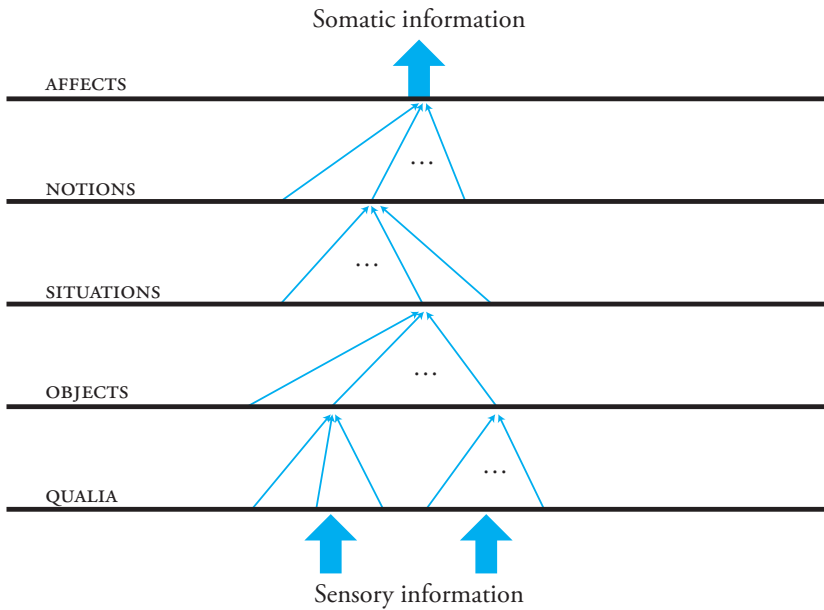 Somatic information
AFFECTS
...
NOTIONS
...
SITUATIONS
...
OBJECTS
...
QUALIA
Sensory information